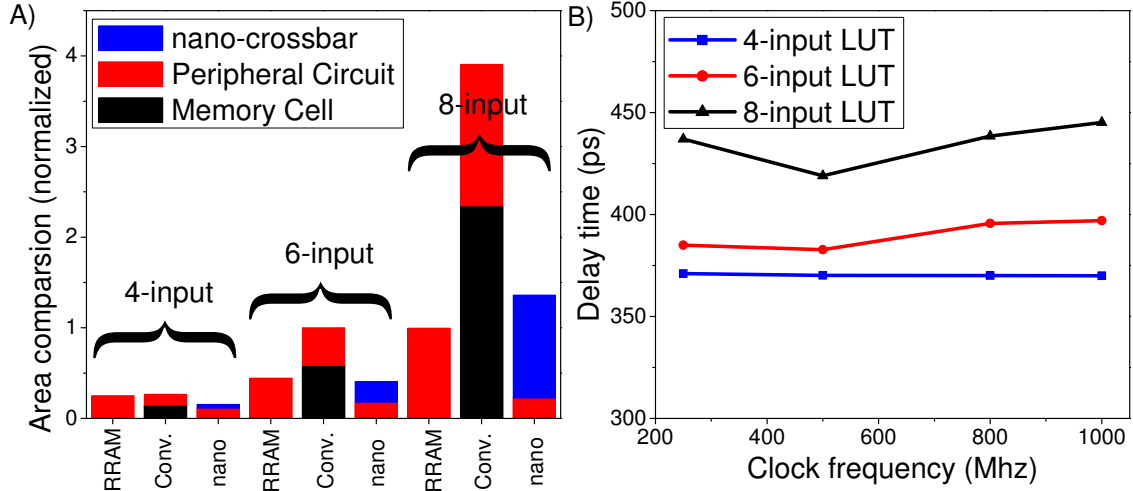 A)
Area comparsion (normalized)
4
3
2
1
0
nano-crossbar
Peripheral Circuit
Memory Cell
4-input
6-input
8-input
RRAM
Conv.
nano
RRAM
Conv.
nano
RRAM
Conv.
nano
B)
Delay time (ps)
500
450
400
350
300
4-input LUT
6-input LUT
8-input LUT
200 400 600 800 1000
Clock frequency (Mhz)